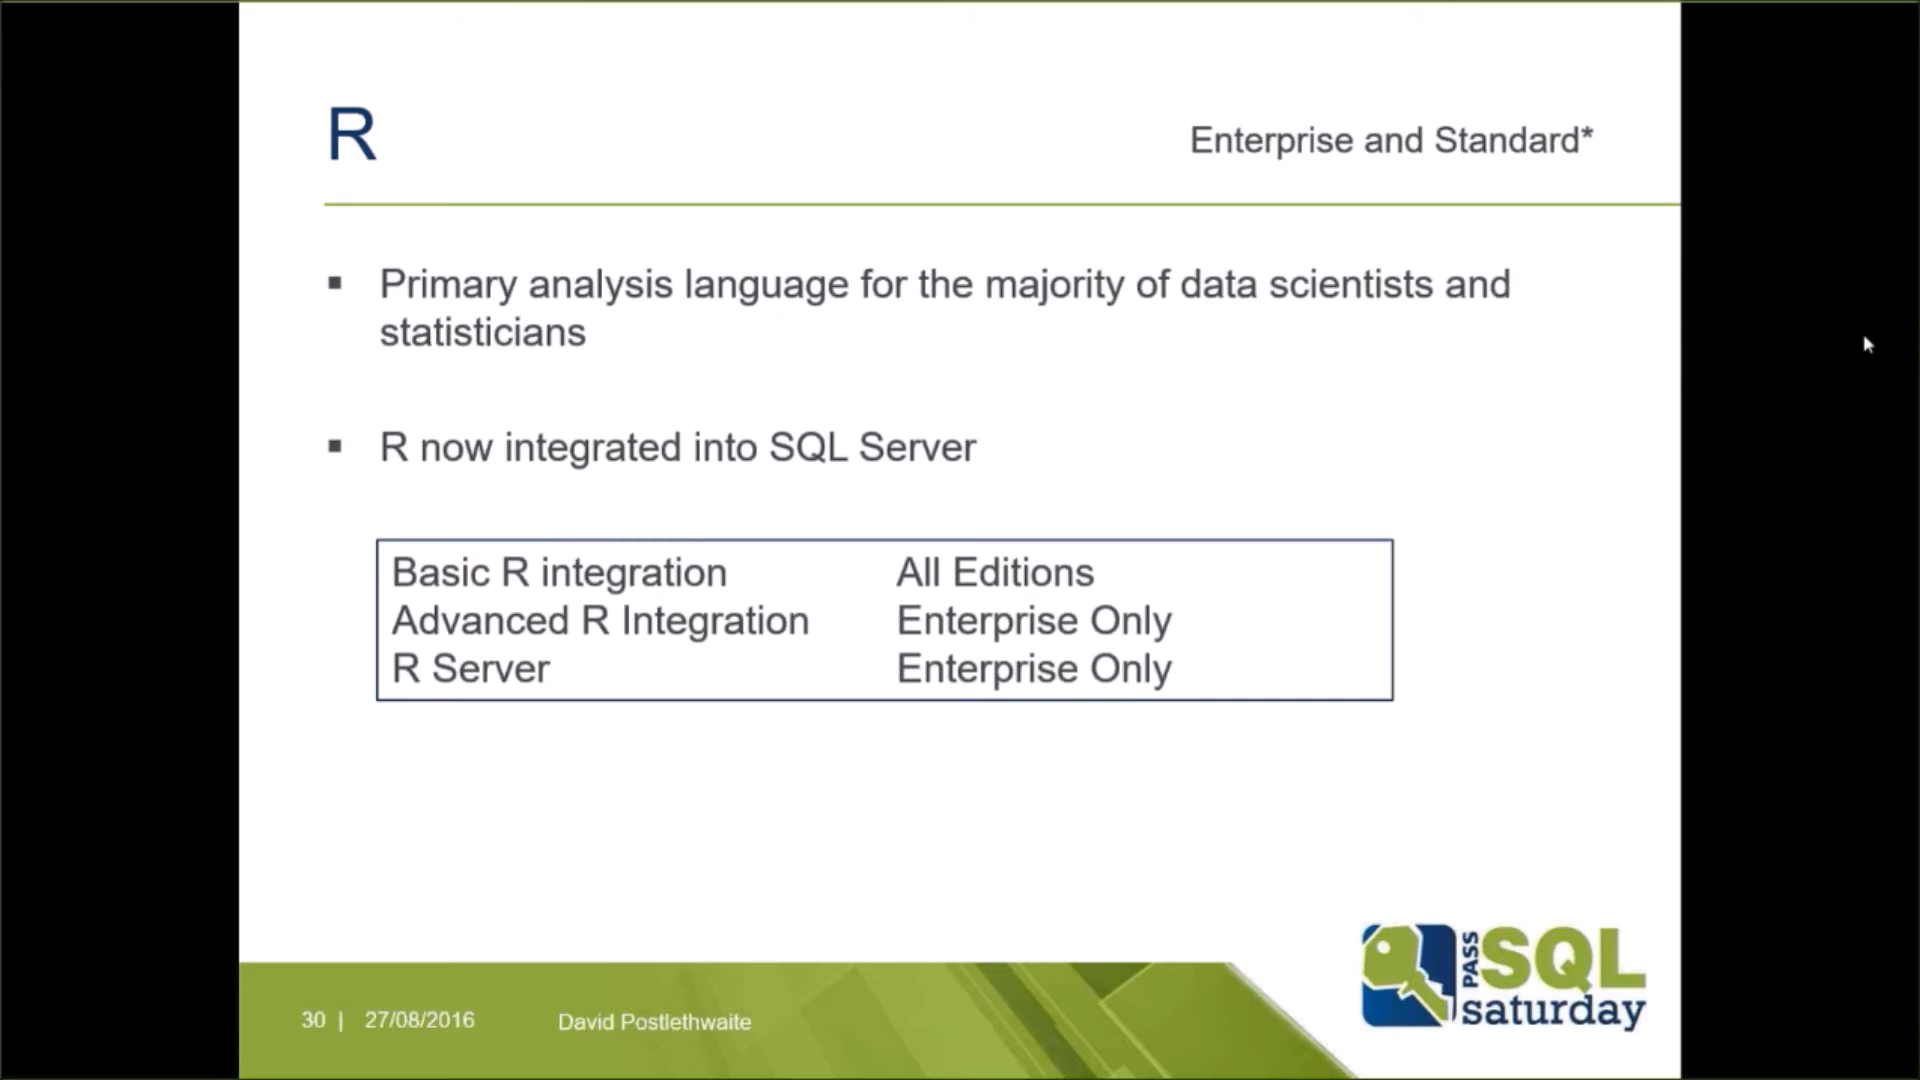 R
Enterprise and Standard*
▪ Primary analysis language for the majority of data scientists and
statisticians
▪ R now integrated into SQL Server
Basic R integration All Editions
Advanced R Integration Enterprise Only
R Server Enterprise Only
PASS
SQL
saturday
30 | 27/08/2016 David Postlethwaite